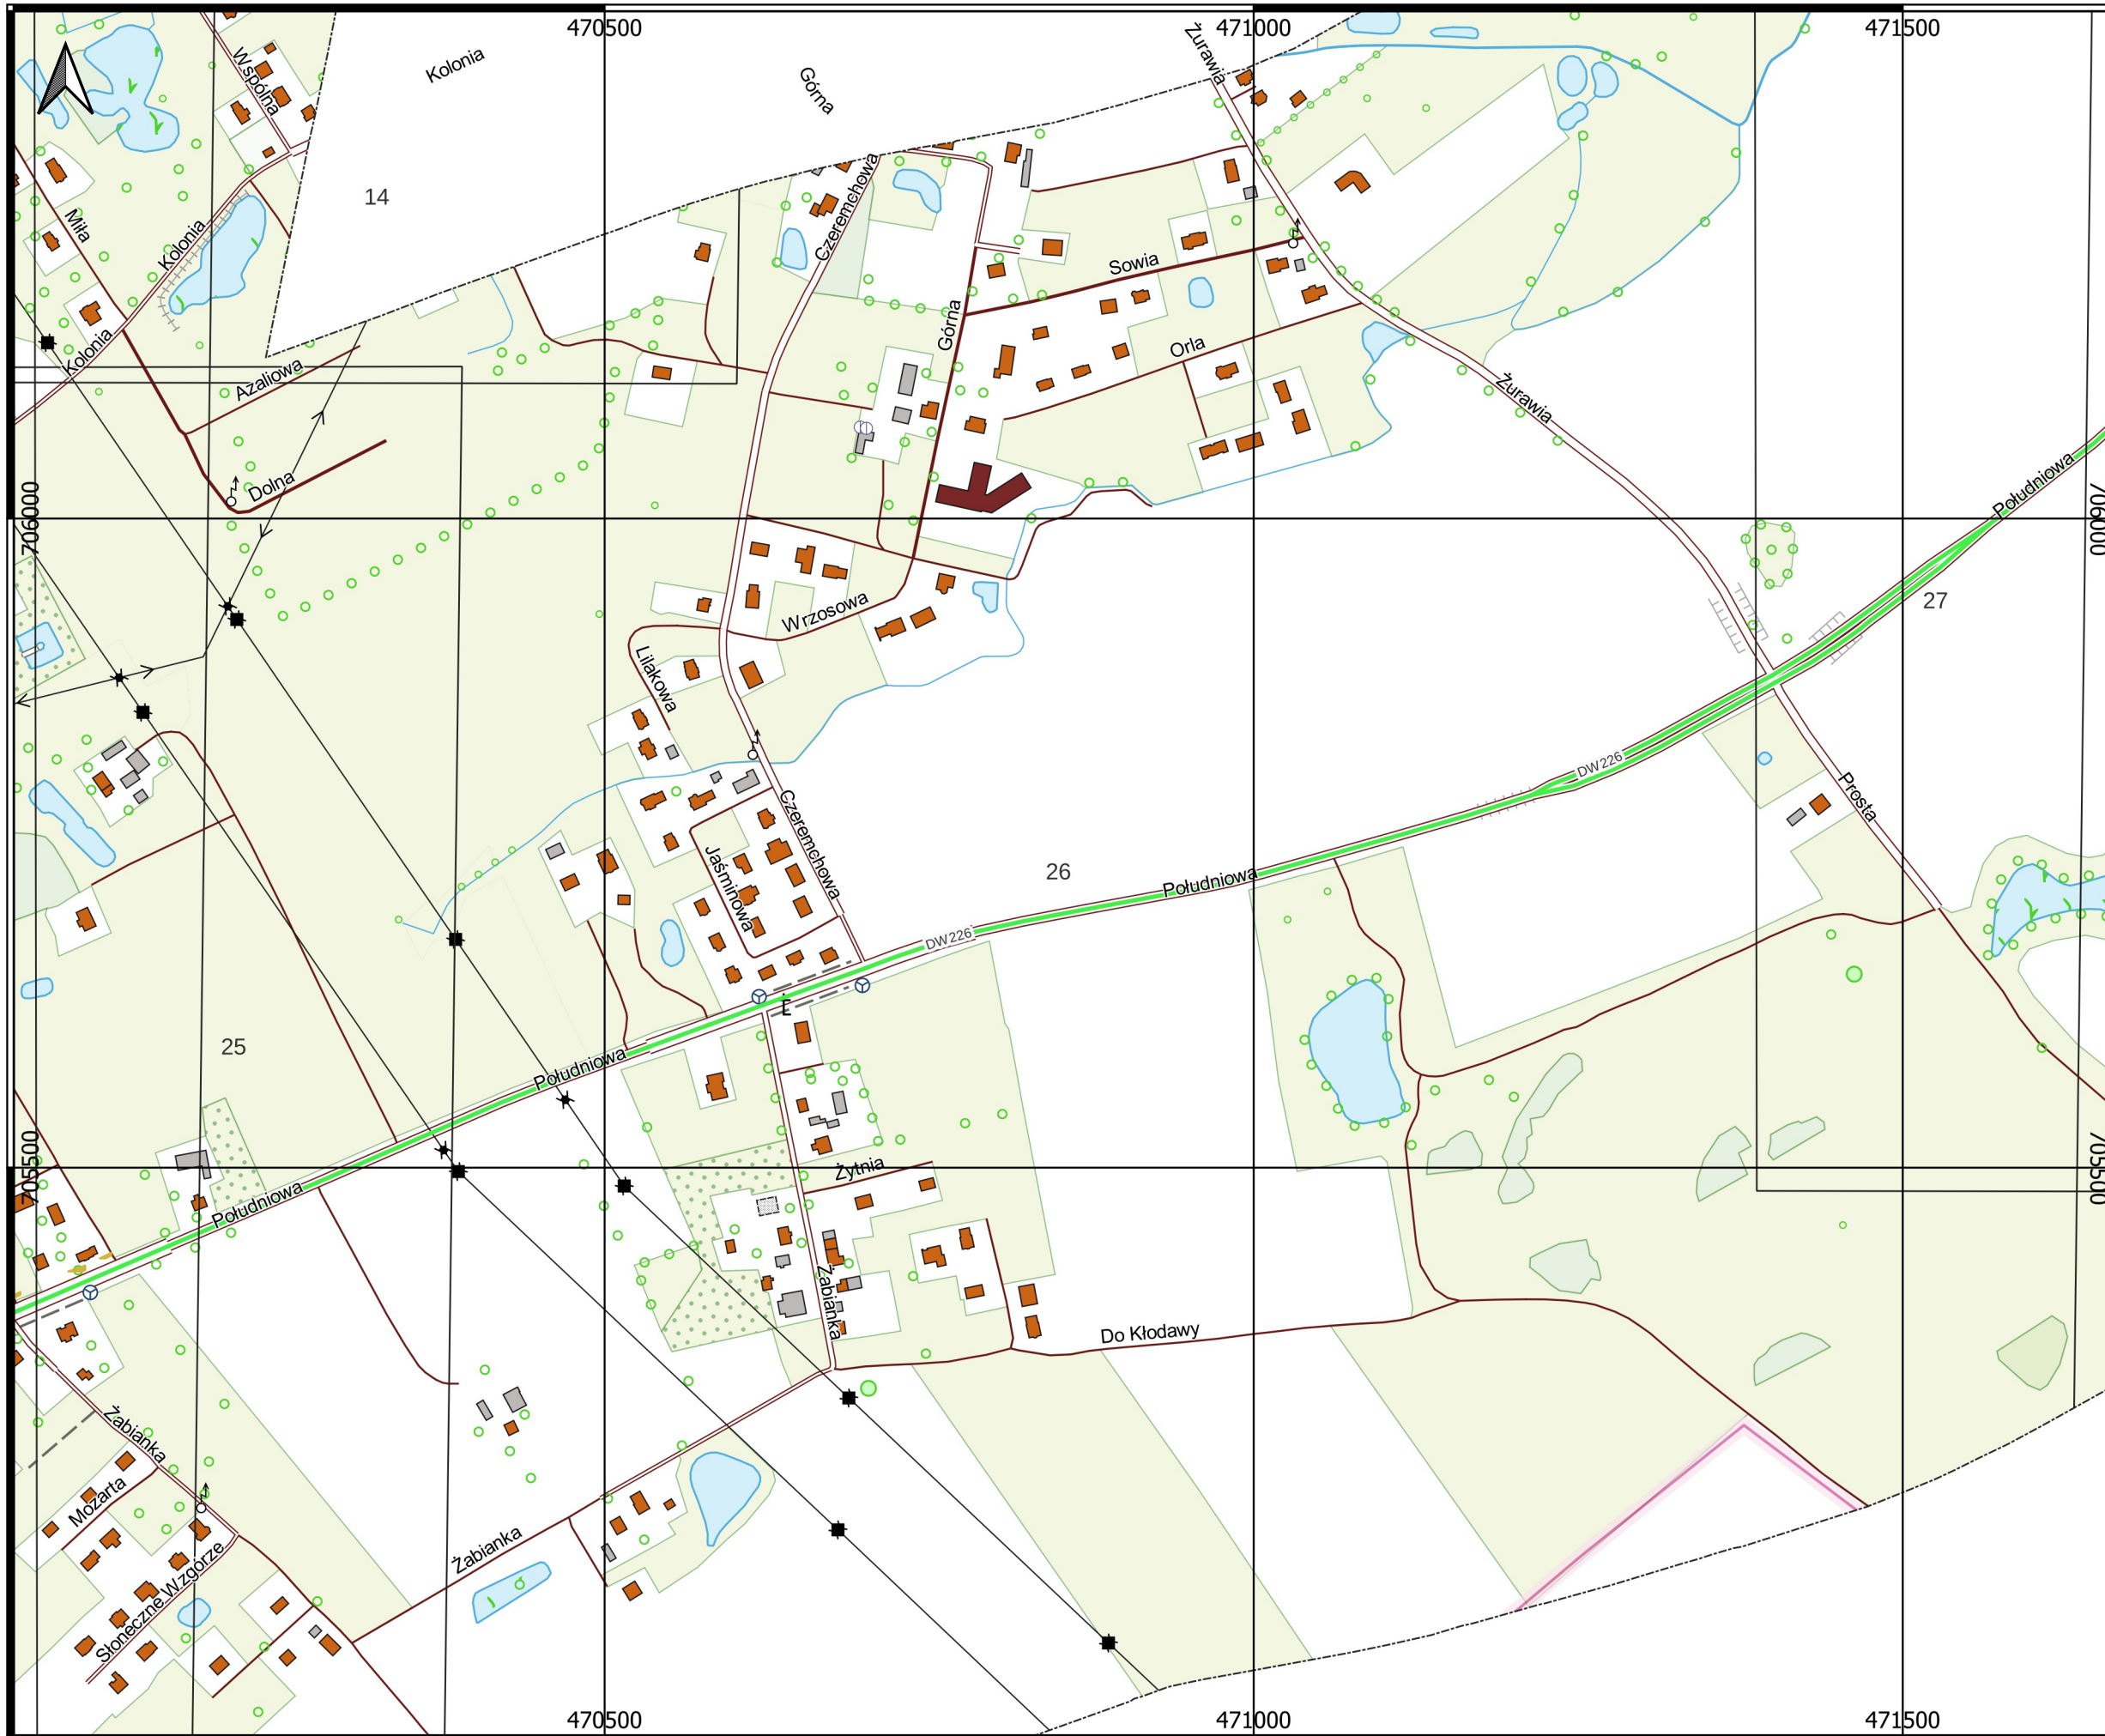 470500
471000
471500
Wspólna
Kolonia
Górna
Żurawia
14
Czeremchowa
Miła
Kolonia
Sowia
Górna
Orla
Kolonia
Azaliowa
Żurawia
Dolna
Południowa
706000
706000
27
Wrzosowa
Lilakowa
DW226
Prosta
Czeremchowa
Jaśminowa
26
Południowa
DW226
Ł
25
Południowa
705500
705500
Żytnia
Południowa
Żabianka
Do Kłodawy
Żabianka
Mozarta
Żabianka
Słoneczne Wzgórze
470500
471000
471500